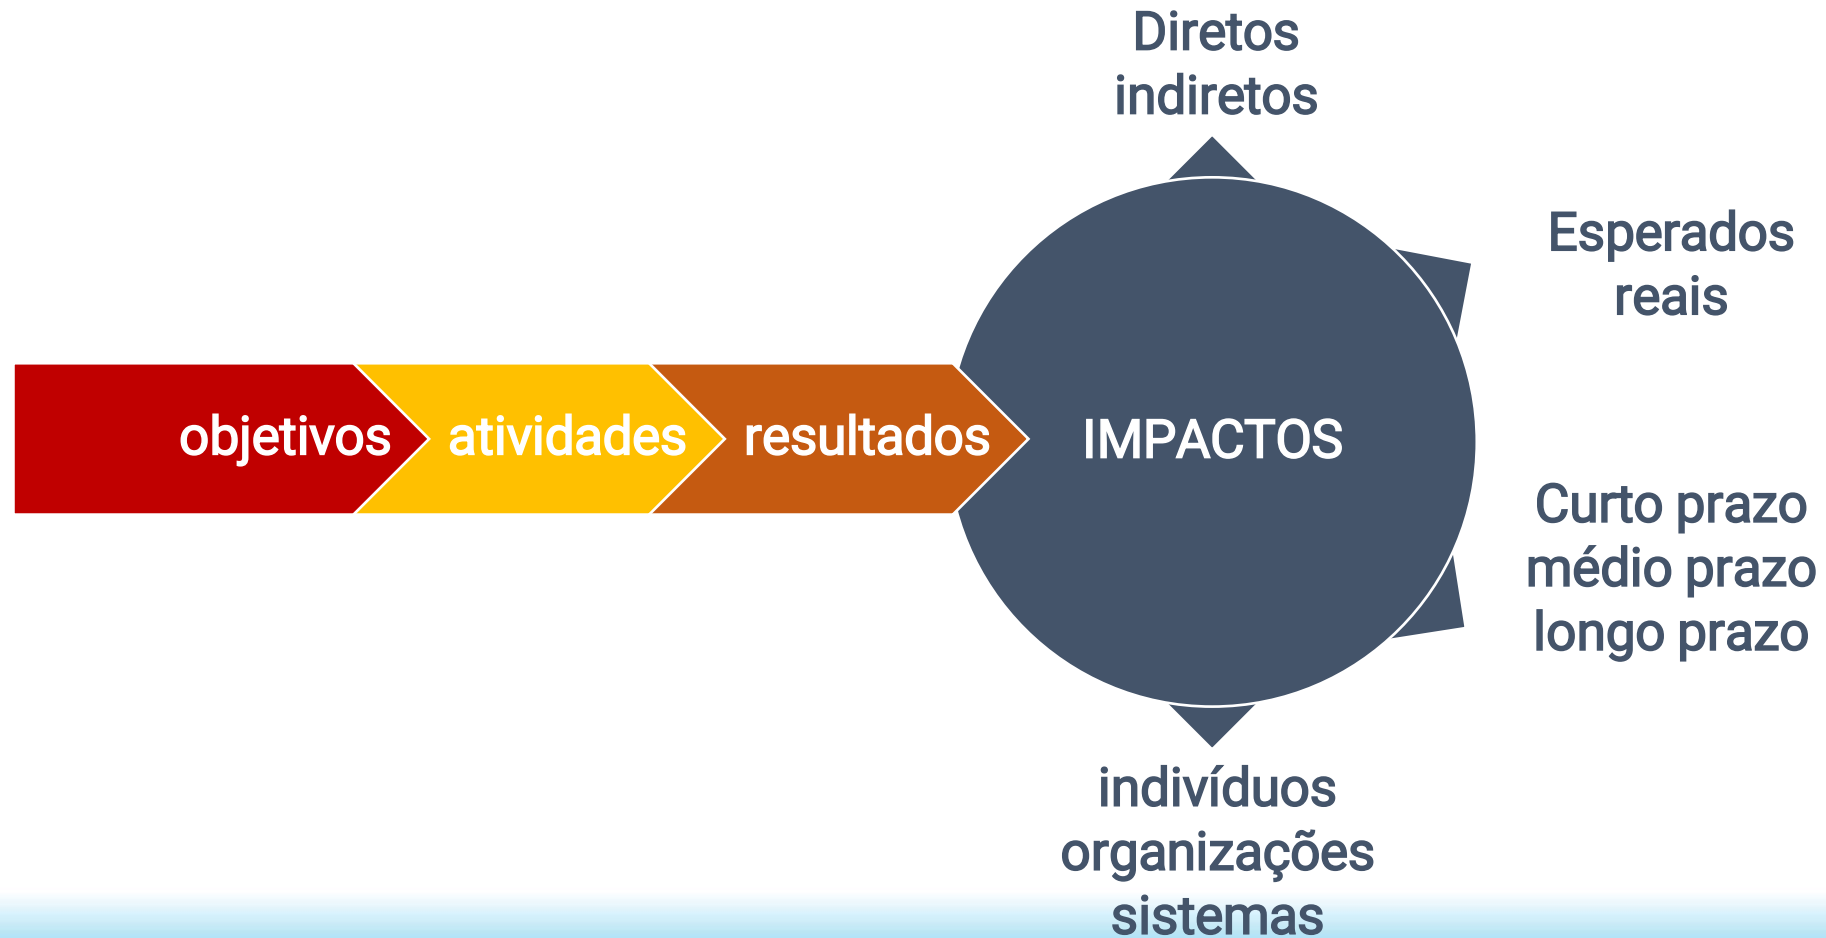 Diretos
indiretos
Esperados
reais
objetivos
atividades
resultados
IMPACTOS
Curto prazo
médio prazo
longo prazo
indivíduos
organizações
sistemas